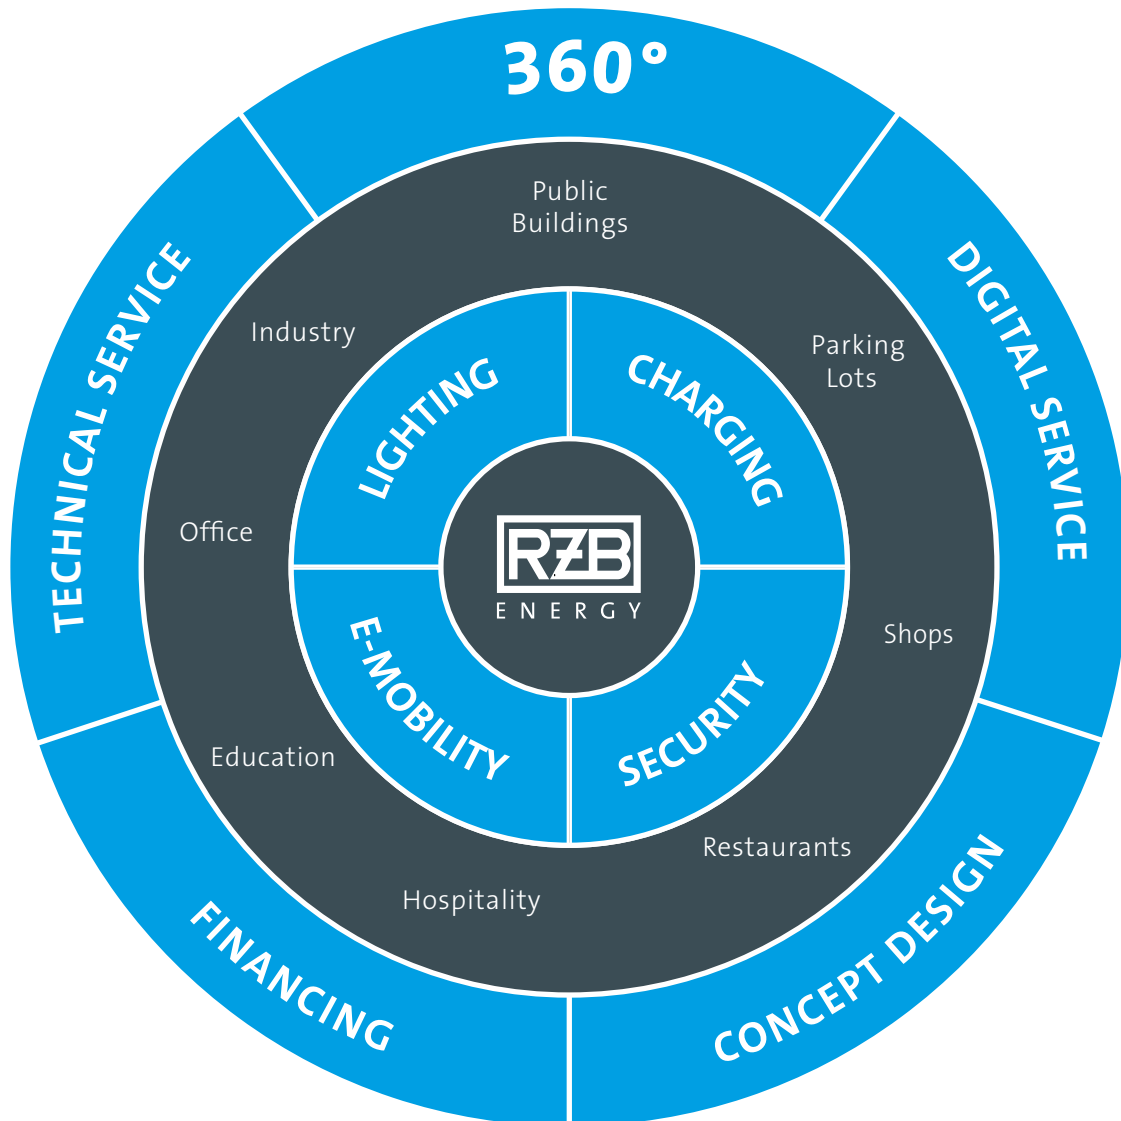 360°
TECHNICAL SERVICE
DIGITAL SERVICE
Public
Buildings
Industry
Parking
Lots
LIGHTING
CHARGING
Office
RZB
ENERGY
Shops
E-MOBILITY
SECURITY
Education
Restaurants
Hospitality
FINANCING
CONCEPT DESIGN